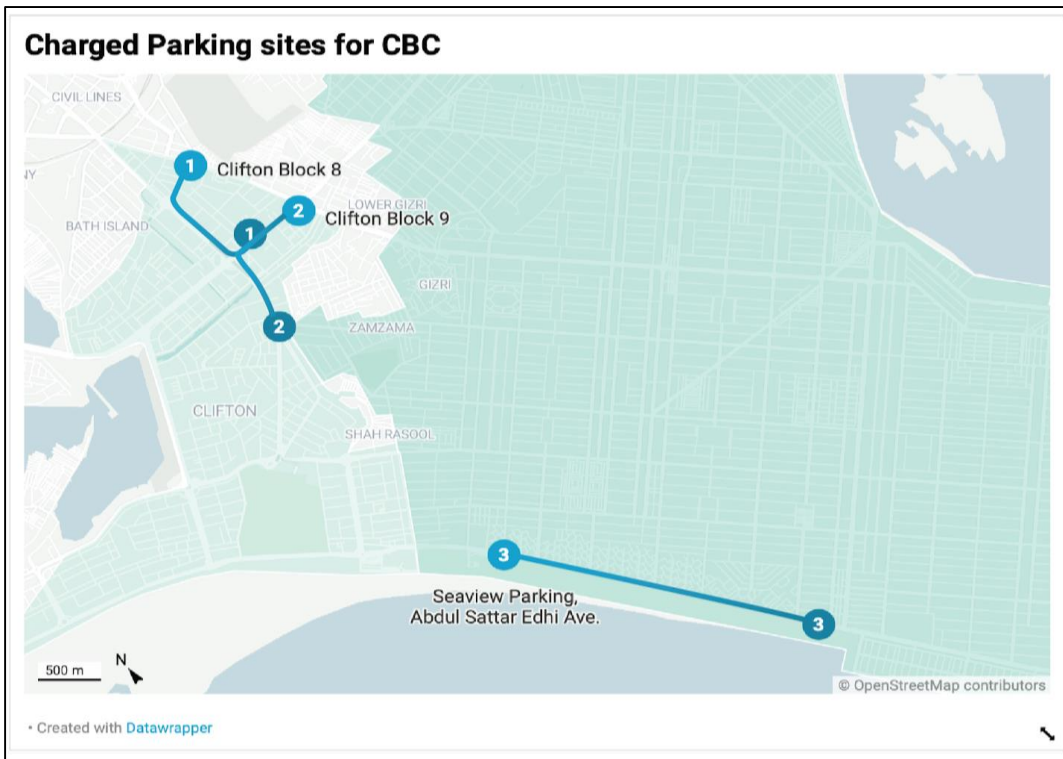 Charged Parking sites for CBC
CIVIL LINES
1
Clifton Block 8
NY
LOWER GIZRI
2
Clifton Block 9
BATH ISLAND
1
GIZRI
2
ZAMZAMA
CLIFTON
SHAH RASOOL
3
Seaview Parking,
Abdul Sattar Edhi Ave.
3
500 m
N
© OpenStreetMap contributors
• Created with Datawrapper